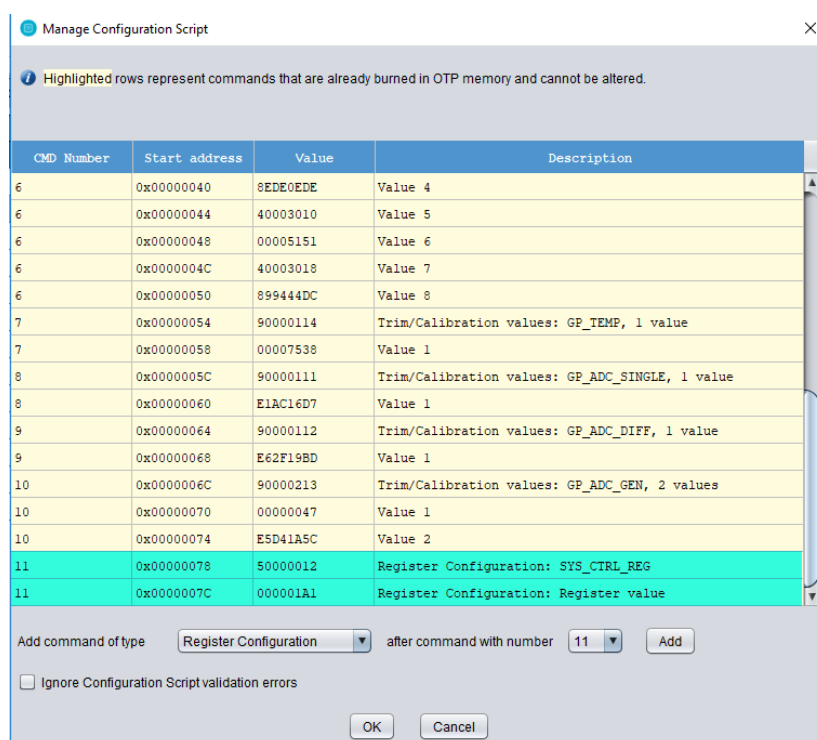 Manage Configuration Script
Highlighted rows represent commands that are already burned in OTP memory and cannot be altered.
CMD Number Start address Value Description
6 0x00000040 8EDE0EDE Value 4
6 0x00000044 40003010 Value 5
6 0x00000048 00005151 Value 6
6 0x0000004C 40003018 Value 7
6 0x00000050 899444DC Value 8
7 0x00000054 90000114 Trim/Calibration values: GP_TEMP, 1 value
7 0x00000058 00007538 Value 1
8 0x0000005C 90000111 Trim/Calibration values: GP_ADC_SINGLE, 1 value
8 0x00000060 E1AC16D7 Value 1
9 0x00000064 90000112 Trim/Calibration values: GP_ADC_DIFF, 1 value
9 0x00000068 E62F19BD Value 1
10 0x0000006C 90000213 Trim/Calibration values: GP_ADC_GEN, 2 values
10 0x00000070 00000047 Value 1
10 0x00000074 E5D41A5C Value 2
11 0x00000078 50000012 Register Configuration: SYS_CTRL_REG
11 0x0000007C 000001A1 Register Configuration: Register value
Add command of type Register Configuration after command with number 11 Add
Ignore Configuration Script validation errors
OK Cancel